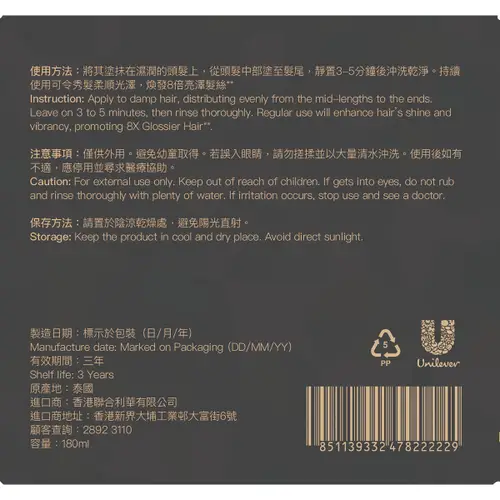 使用方法：將其塗抹在濕潤的頭髮上，從頭髮中部塗至髮尾，靜置3-5分鐘後沖洗乾淨。持續
使用可令秀髮柔順光澤，煥發8倍亮澤髮絲**
Instruction: Apply to damp hair, distributing evenly from the mid-lengths to the ends.
Leave on 3 to 5 minutes, then rinse thoroughly. Regular use will enhance hair's shine and
vibrancy, promoting 8X Glossier Hair**.
注意事項：僅供外用。避免幼童取得。若誤入眼睛，請勿搓揉並以大量清水沖洗。使用後如有
不適，應停用並尋求醫療協助。
Caution: For external use only. Keep out of reach of children. If gets into eyes, do not rub
and rinse thoroughly with plenty of water. If irritation occurs, stop use and see a doctor.
保存方法：請置於陰涼乾燥處，避免陽光直射。
Storage: Keep the product in cool and dry place. Avoid direct sunlight.
製造日期：標示於包裝（日/月/年）
Manufacture date: Marked on Packaging (DD/MM/YY)
有效期間：三年
Shelf life: 3 Years
原產地：泰國
進口商：香港聯合利華有限公司
進口商地址：香港新界大埔工業邨大富街6號
顧客查詢：2892 3110
容量：180ml
5
PP
Unilever
851139332 478222229